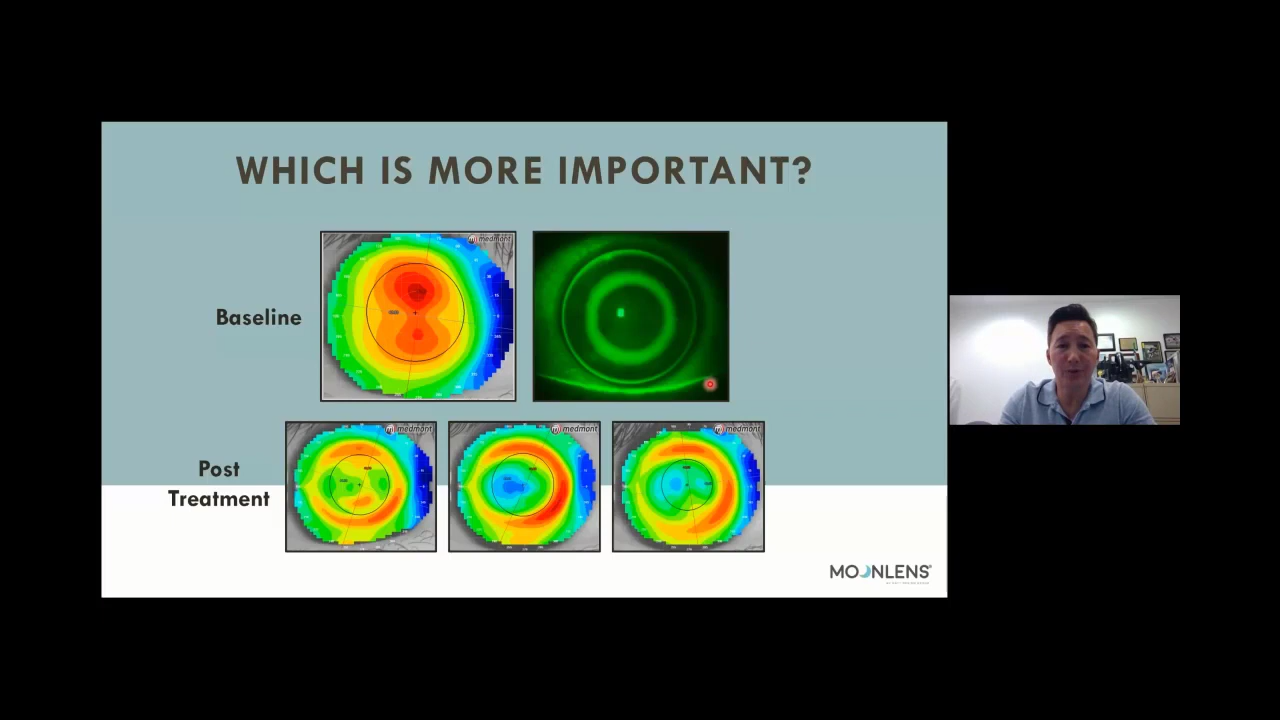 WHICH IS MORE IMPORTANT?
medmont
Baseline
Post
Treatment
medmont
medmont
medmont
MOONLENS